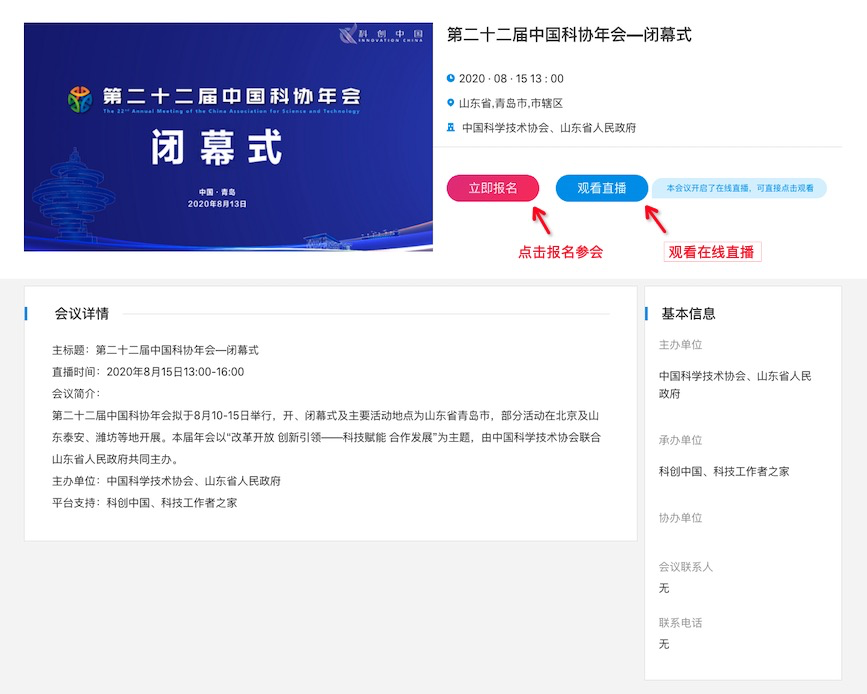 科创中国
INNOVATION CHINA
第二十二届中国科协年会
The 22nd Annual Meeting of the China Association for Science and Technology
闭幕式
中国·青岛
2020年8月13日
第二十二届中国科协年会—闭幕式
2020 · 08 · 15 13 : 00
山东省,青岛市,市辖区
中国科学技术协会、山东省人民政府
立即报名
观看直播
本会议开启了在线直播，可直接点击观看
点击报名参会
观看在线直播
会议详情
主标题：第二十二届中国科协年会—闭幕式
直播时间：2020年8月15日13:00-16:00
会议简介：
第二十二届中国科协年会拟于8月10-15日举行，开、闭幕式及主要活动地点为山东省青岛市，部分活动在北京及山
东泰安、潍坊等地开展。本届年会以“改革开放 创新引领——科技赋能 合作发展”为主题，由中国科学技术协会联合
山东省人民政府共同主办。
主办单位：中国科学技术协会、山东省人民政府
平台支持：科创中国、科技工作者之家
基本信息
主办单位
中国科学技术协会、山东省人民
政府
承办单位
科创中国、科技工作者之家
协办单位
会议联系人
无
联系电话
无